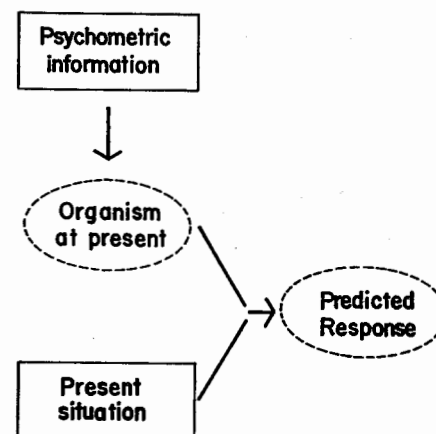 Psychometric
information
Organism
at present
Predicted
Response
Present
situation